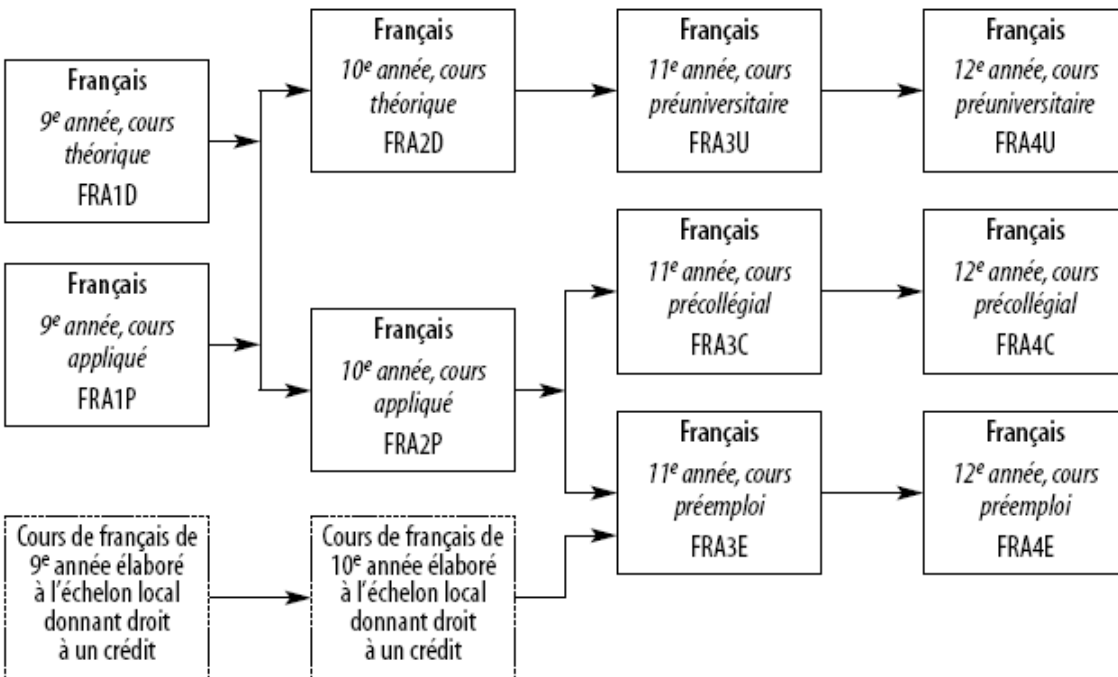 Français
9e année, cours
théorique
FRA1D
Français
10e année, cours
théorique
FRA2D
Français
11e année, cours
préuniversitaire
FRA3U
Français
12e année, cours
préuniversitaire
FRA4U
Français
9e année, cours
appliqué
FRA1P
Français
10e année, cours
appliqué
FRA2P
Français
11e année, cours
précollégial
FRA3C
Français
12e année, cours
précollégial
FRA4C
Français
11e année, cours
préemploi
FRA3E
Français
12e année, cours
préemploi
FRA4E
Cours de français de
9e année élaboré
à l'échelon local
donnant droit
à un crédit
Cours de français de
10e année élaboré
à l'échelon local
donnant droit
à un crédit